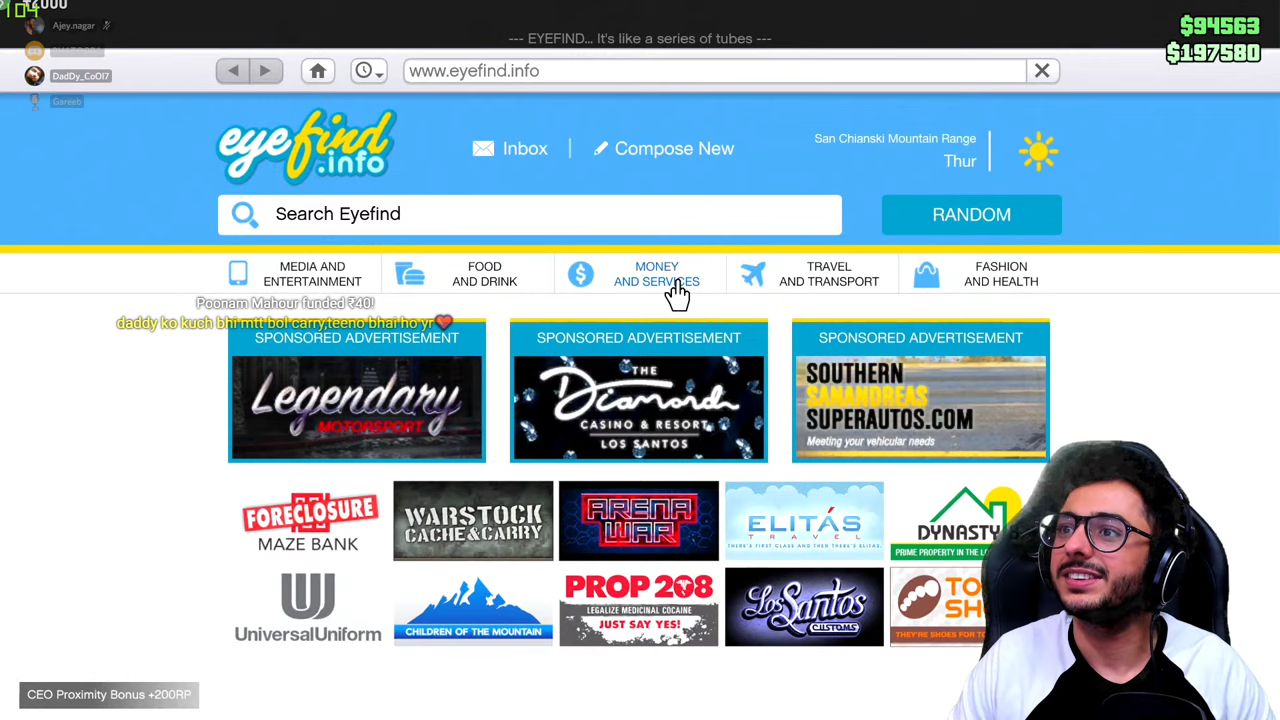 104
Ajey.nagar
DadDy_CoOl7
Gareeb
--- EYEFIND... It's like a series of tubes ---
$94563
$197580
www.eyefind.info
eyefind
.info
Inbox
Compose New
San Chianski Mountain Range
Thur
Search Eyefind
RANDOM
MEDIA AND
ENTERTAINMENT
FOOD
AND DRINK
MONEY
AND SERVICES
TRAVEL
AND TRANSPORT
FASHION
AND HEALTH
Poonam Mahour funded ₹40!
daddy ko kuch bhi mtt bol carry,teeno bhai ho yr❤
SPONSORED ADVERTISEMENT
Legendary
MOTORSPORT
SPONSORED ADVERTISEMENT
THE
Diamond
CASINO & RESORT
LOS SANTOS
SPONSORED ADVERTISEMENT
SOUTHERN
SANANDREAS
SUPERAUTOS.COM
Meeting your vehicular needs
FORECLOSURE
MAZE BANK
WARSTOCK
CACHE&CARRY
ARENA
WAR
ELITÁS
TRAVEL
THERE'S FIRST CLASS AND THEN THERE'S ELITAS.
DYNASTY
PRIME PROPERTY IN THE
UniversalUniform
CHILDREN OF THE MOUNTAIN
PROP 208
LEGALIZE MEDICINAL COCAINE
JUST SAY YES!
Los Santos
CUSTOMS
THEY'RE SHOES FOR
CEO Proximity Bonus +200RP